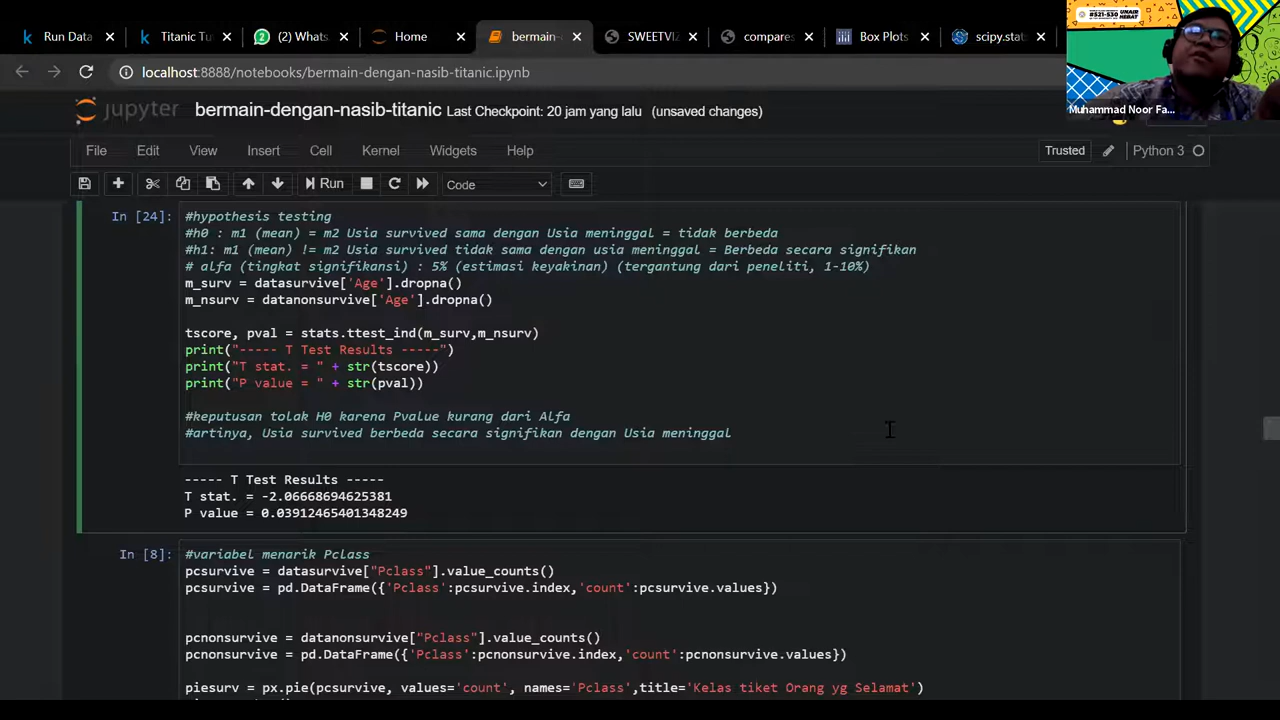 Run Data
Titanic Tu
(2) Whats
Home
bermain-
SWEETVIZ
compares
Box Plots
scipy.stat
#521-530
UNAIR
HEBAT
Muhammad Noor Fa...
localhost:8888/notebooks/bermain-dengan-nasib-titanic.ipynb
jupyter bermain-dengan-nasib-titanic Last Checkpoint: 20 jam yang lalu (unsaved changes)
File Edit View Insert Cell Kernel Widgets Help
Trusted Python 3
Run Code
In [24]:
#hypothesis testing
#h0 : m1 (mean) = m2 Usia survived sama dengan Usia meninggal = tidak berbeda
#h1: m1 (mean) != m2 Usia survived tidak sama dengan usia meninggal = Berbeda secara signifikan
# alfa (tingkat signifikansi) : 5% (estimasi keyakinan) (tergantung dari peneliti, 1-10%)
m_surv = datasurvive['Age'].dropna()
m_nsurv = datanonsurvive['Age'].dropna()
tscore, pval = stats.ttest_ind(m_surv,m_nsurv)
print("----- T Test Results -----")
print("T stat. = " + str(tscore))
print("P value = " + str(pval))
#keputusan tolak H0 karena Pvalue kurang dari Alfa
#artinya, Usia survived berbeda secara signifikan dengan Usia meninggal
----- T Test Results -----
T stat. = -2.06668694625381
P value = 0.03912465401348249
In [8]:
#variabel menarik Pclass
pcsurvive = datasurvive["Pclass"].value_counts()
pcsurvive = pd.DataFrame({'Pclass':pcsurvive.index,'count':pcsurvive.values})
pcnonsurvive = datanonsurvive["Pclass"].value_counts()
pcnonsurvive = pd.DataFrame({'Pclass':pcnonsurvive.index,'count':pcnonsurvive.values})
piesurv = px.pie(pcsurvive, values='count', names='Pclass',title='Kelas tiket Orang yg Selamat')